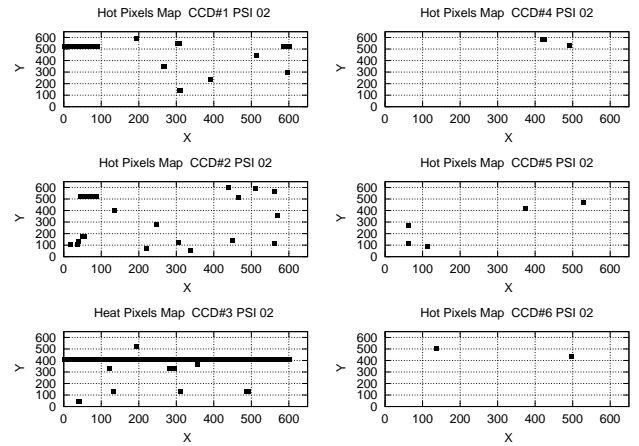 Hot Pixels Map  CCD#1 PSI 02
600
500
400
300
200
100
0
Y
0 100 200 300 400 500 600
X
Hot Pixels Map  CCD#4 PSI 02
600
500
400
300
200
100
0
Y
0 100 200 300 400 500 600
X
Hot Pixels Map  CCD#2 PSI 02
600
500
400
300
200
100
0
Y
0 100 200 300 400 500 600
X
Hot Pixels Map  CCD#5 PSI 02
600
500
400
300
200
100
0
Y
0 100 200 300 400 500 600
X
Heat Pixels Map  CCD#3 PSI 02
600
500
400
300
200
100
0
Y
0 100 200 300 400 500 600
X
Hot Pixels Map  CCD#6 PSI 02
600
500
400
300
200
100
0
Y
0 100 200 300 400 500 600
X